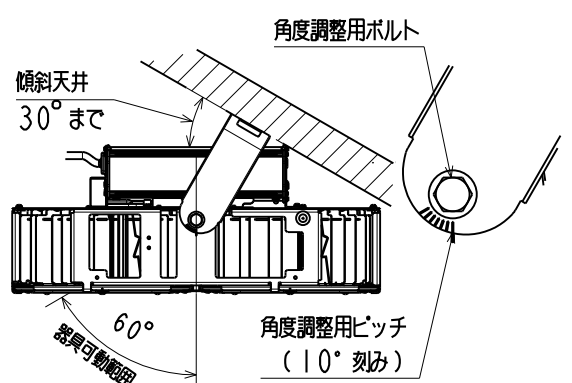 角度調整用ボルト
傾斜天井
30°まで
60°
器具可動範囲
角度調整用ピッチ
(10°刻み)